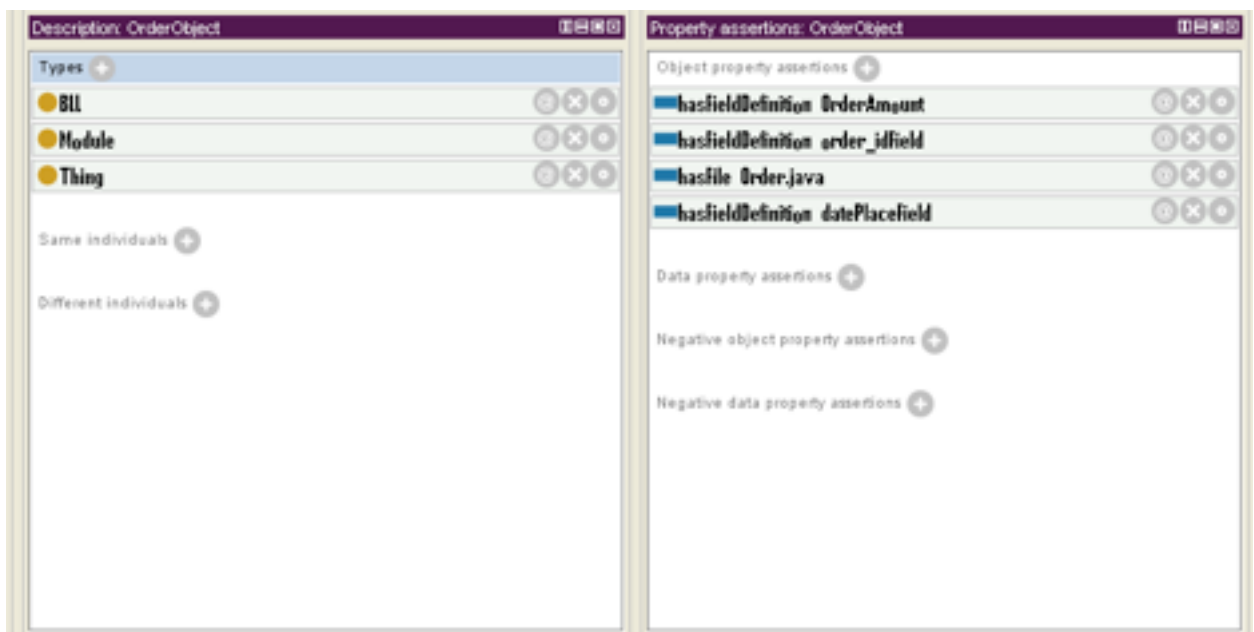 Description: OrderObject
Types
Bll
Module
Thing
Same individuals
Different individuals
Property assertions: OrderObject
Object property assertions
hasFieldDefinition OrderAmount
hasFieldDefinition order_idField
hasFile Order.java
hasFieldDefinition datePlaceField
Data property assertions
Negative object property assertions
Negative data property assertions